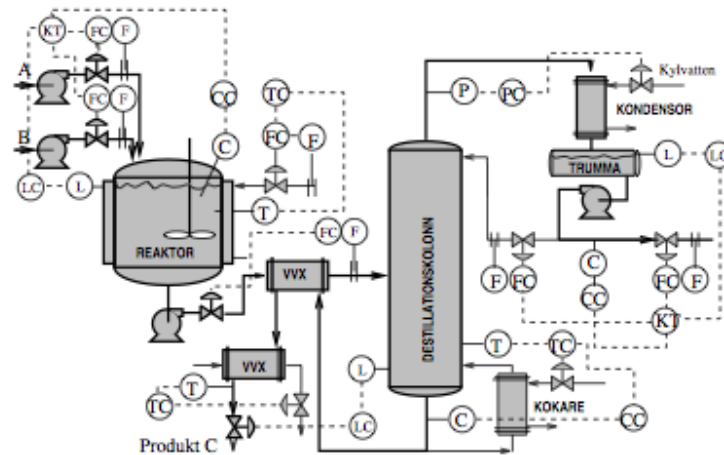 KT FC F
A
P PC Kylvatten
CC TC
KONDENSOR
FC F
FC F
B
C
TRUMMA L LC
LC L
T
REAKTOR
FC F
VVX
DESTILLATIONSKOLONN
F FC
C
FC F
CC
KT
VVX
T TC
L
T
TC
KOKARE
LC
C
CC
Produkt C